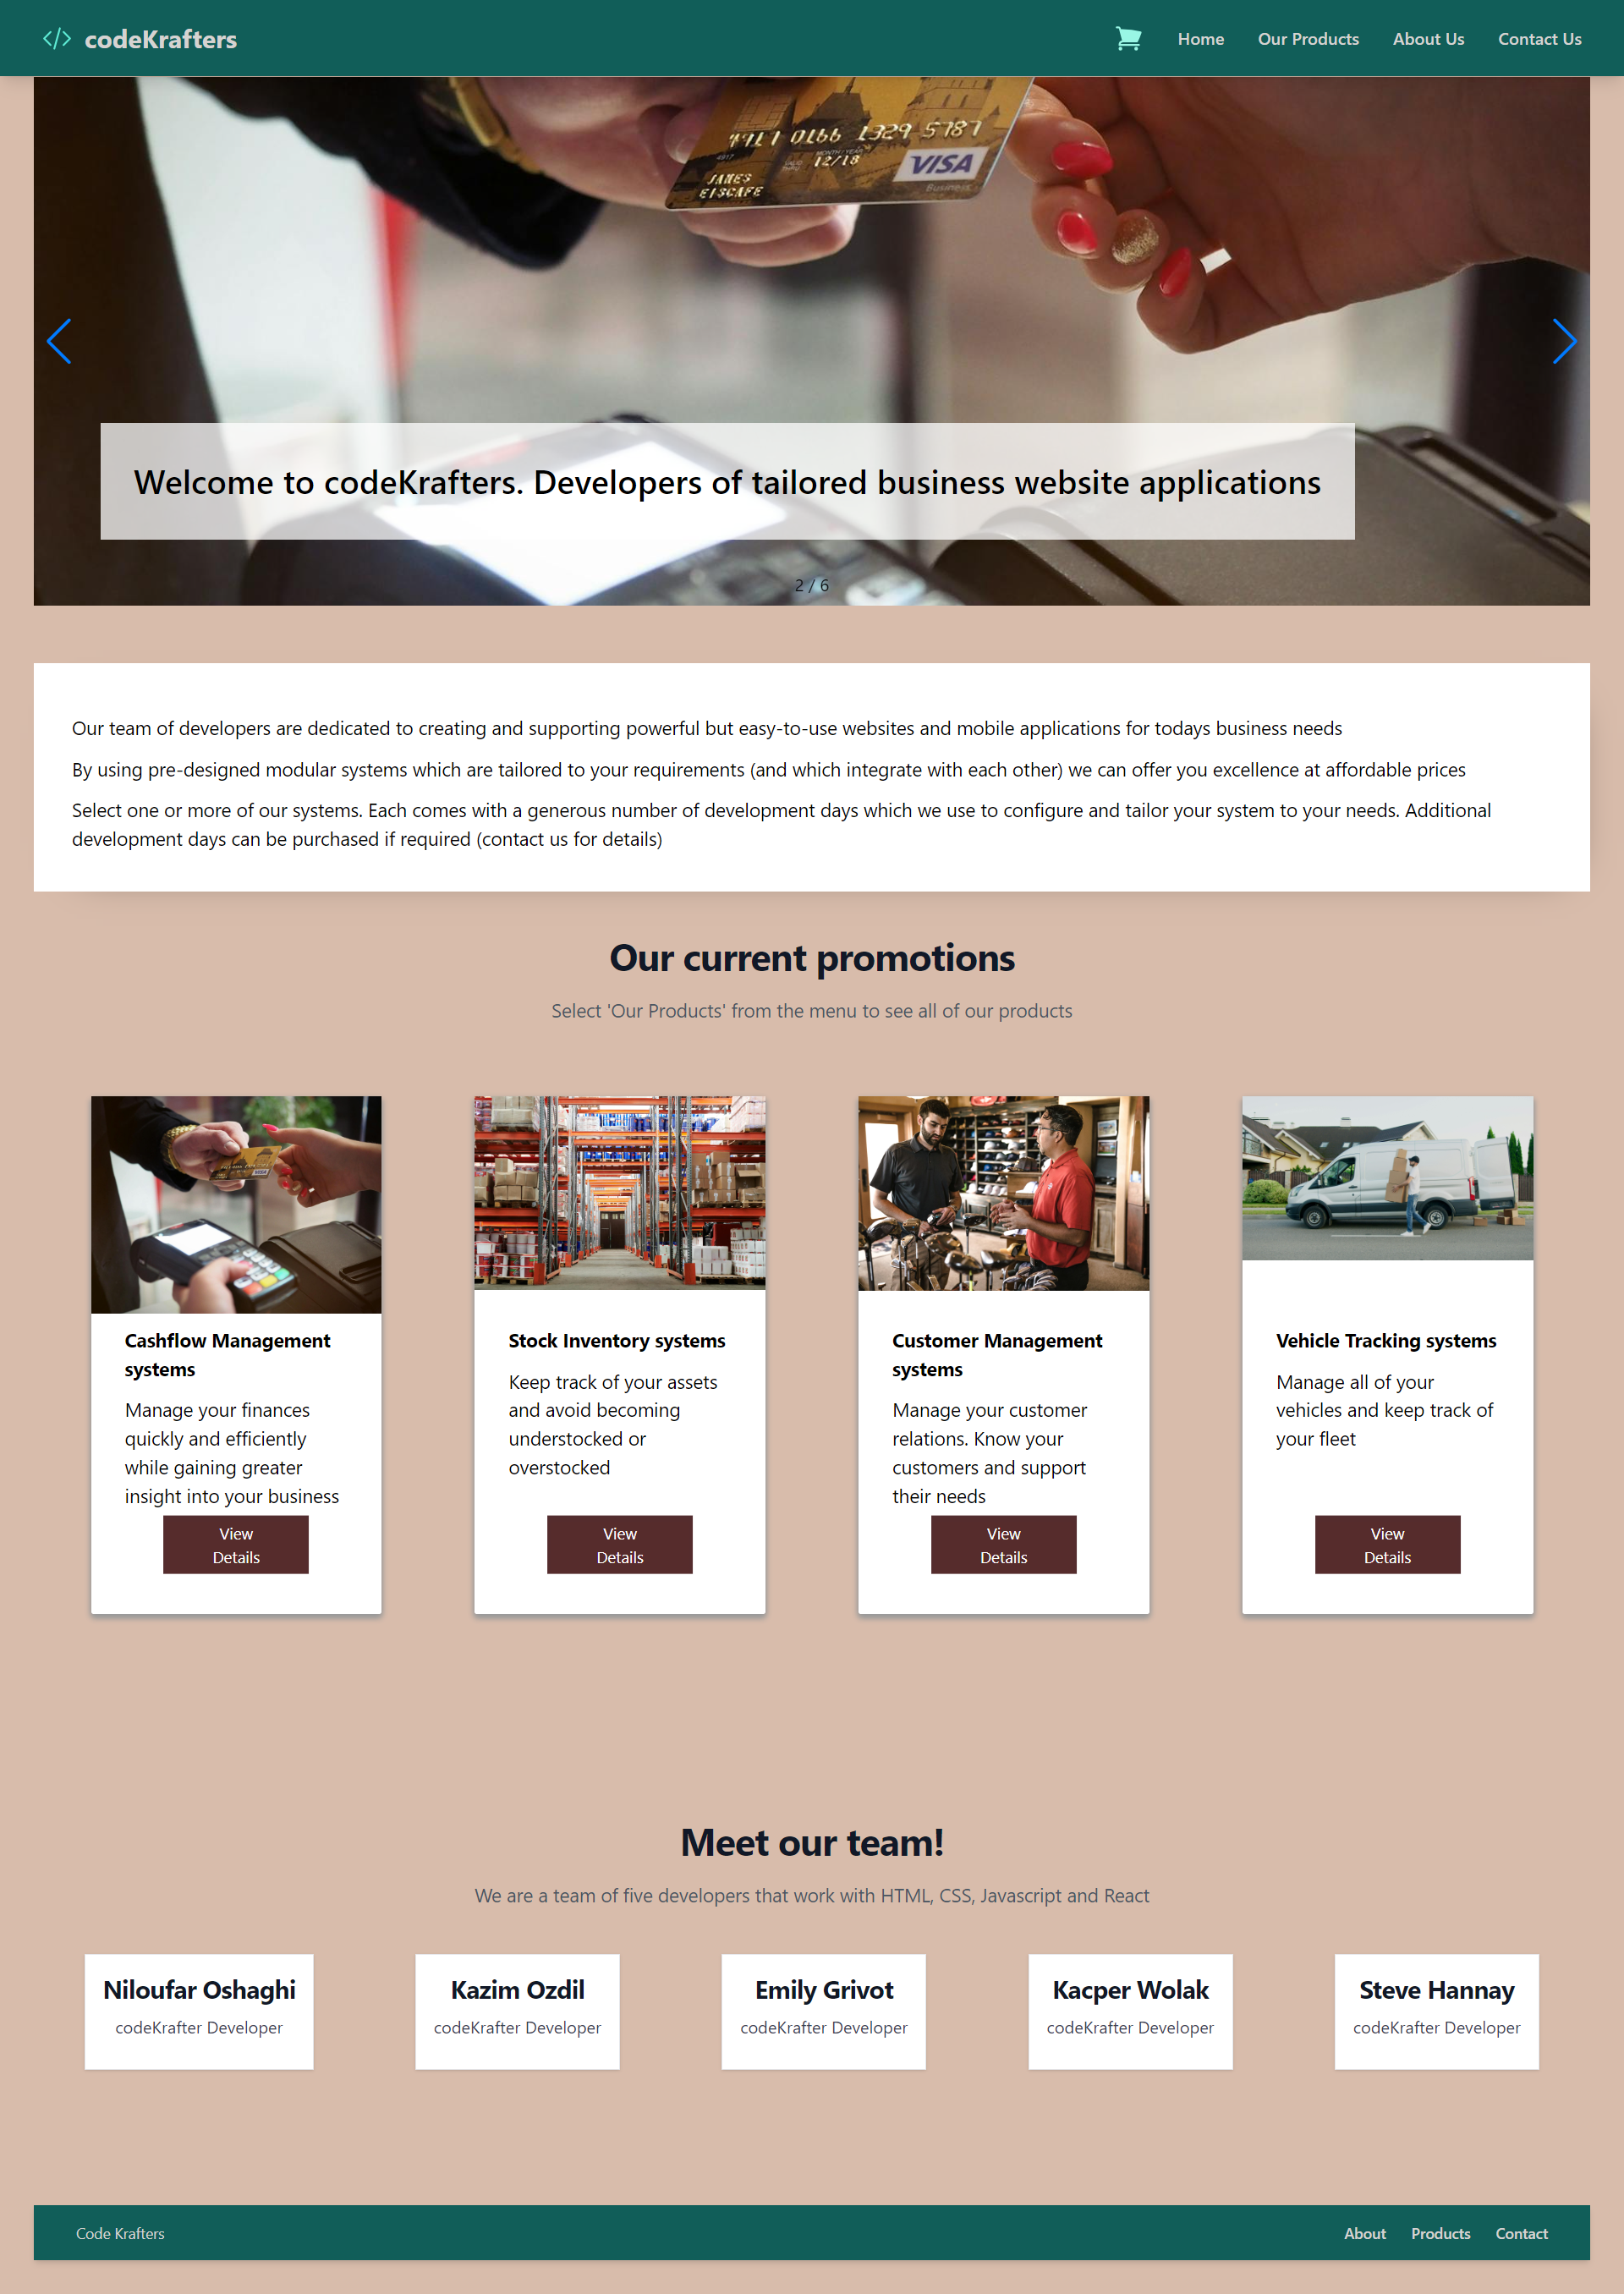 </> codeKrafters
Home Our Products About Us Contact Us
0166 1329 5787
12/18
VISA
JAMES
Business
Welcome to codeKrafters. Developers of tailored business website applications
2 / 6
Our team of developers are dedicated to creating and supporting powerful but easy-to-use websites and mobile applications for todays business needs
By using pre-designed modular systems which are tailored to your requirements (and which integrate with each other) we can offer you excellence at affordable prices
Select one or more of our systems. Each comes with a generous number of development days which we use to configure and tailor your system to your needs. Additional
development days can be purchased if required (contact us for details)
Our current promotions
Select 'Our Products' from the menu to see all of our products
Cashflow Management
systems
Manage your finances
quickly and efficiently
while gaining greater
insight into your business
View
Details
Stock Inventory systems
Keep track of your assets
and avoid becoming
understocked or
overstocked
View
Details
Customer Management
systems
Manage your customer
relations. Know your
customers and support
their needs
View
Details
Vehicle Tracking systems
Manage all of your
vehicles and keep track of
your fleet
View
Details
Meet our team!
We are a team of five developers that work with HTML, CSS, Javascript and React
Niloufar Oshaghi
codeKrafter Developer
Kazim Ozdil
codeKrafter Developer
Emily Grivot
codeKrafter Developer
Kacper Wolak
codeKrafter Developer
Steve Hannay
codeKrafter Developer
Code Krafters
About Products Contact